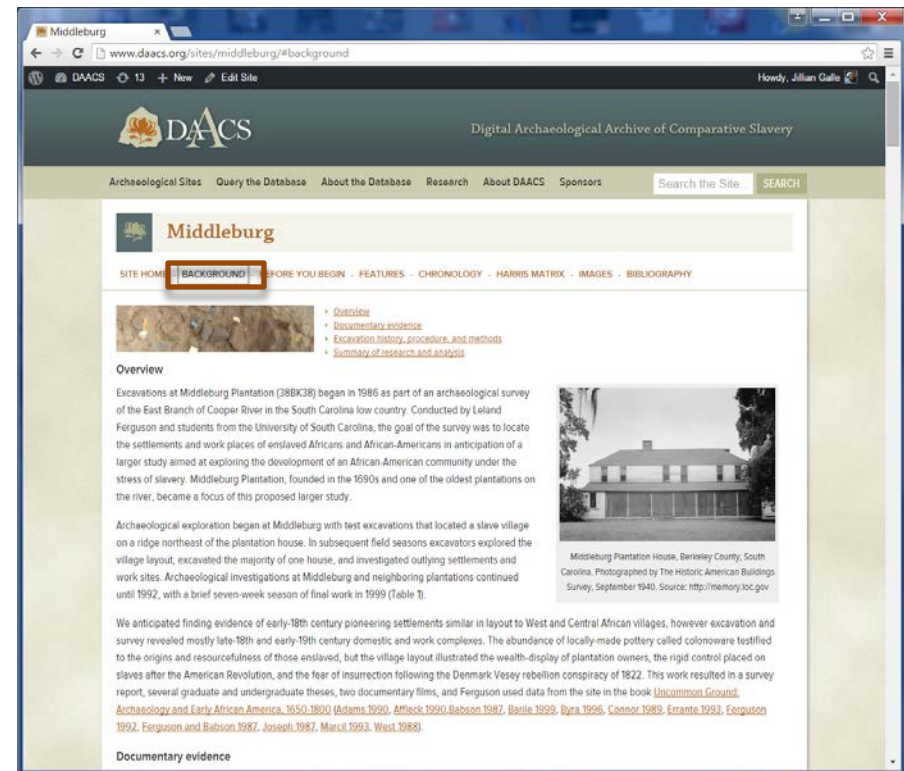 Middleburg
www.daacs.org/sites/middleburg/#background
DAACS 13 + New Edit Site Howdy, Jillian Galle
DAACS Digital Archaeological Archive of Comparative Slavery
Archaeological Sites Query the Database About the Database Research About DAACS Sponsors Search the Site... SEARCH
Middleburg
SITE HOME - BACKGROUND - BEFORE YOU BEGIN - FEATURES - CHRONOLOGY - HARRIS MATRIX - IMAGES - BIBLIOGRAPHY
Overview
Documentary evidence
Excavation history, procedure, and methods
Summary of research and analysis
Overview
Excavations at Middleburg Plantation (38BK38) began in 1986 as part of an archaeological survey
of the East Branch of Cooper River in the South Carolina low country. Conducted by Leland
Ferguson and students from the University of South Carolina, the goal of the survey was to locate
the settlements and work places of enslaved Africans and African-Americans in anticipation of a
larger study aimed at exploring the development of an African-American community under the
stress of slavery. Middleburg Plantation, founded in the 1690s and one of the oldest plantations on
the river, became a focus of this proposed larger study.
Archaeological exploration began at Middleburg with test excavations that located a slave village
on a ridge northeast of the plantation house. In subsequent field seasons excavators explored the
village layout, excavated the majority of one house, and investigated outlying settlements and
work sites. Archaeological investigations at Middleburg and neighboring plantations continued
until 1992, with a brief seven-week season of final work in 1999 (Table 1).
Middleburg Plantation House, Berkeley County, South
Carolina. Photographed by The Historic American Buildings
Survey, September 1940. Source: http://memory.loc.gov
We anticipated finding evidence of early-18th century pioneering settlements similar in layout to West and Central African villages, however excavation and
survey revealed mostly late-18th and early-19th century domestic and work complexes. The abundance of locally-made pottery called colonoware testified
to the origins and resourcefulness of those enslaved, but the village layout illustrated the wealth-display of plantation owners, the rigid control placed on
slaves after the American Revolution, and the fear of insurrection following the Denmark Vesey rebellion conspiracy of 1822. This work resulted in a survey
report, several graduate and undergraduate theses, two documentary films, and Ferguson used data from the site in the book Uncommon Ground:
Archaeology and Early African America, 1650-1800 (Adams 1990, Affleck 1990,Babson 1987, Barile 1999, Byra 1996, Connor 1989, Errante 1993, Ferguson
1992, Ferguson and Babson 1987, Joseph 1987, Marcil 1993, West 1988).
Documentary evidence